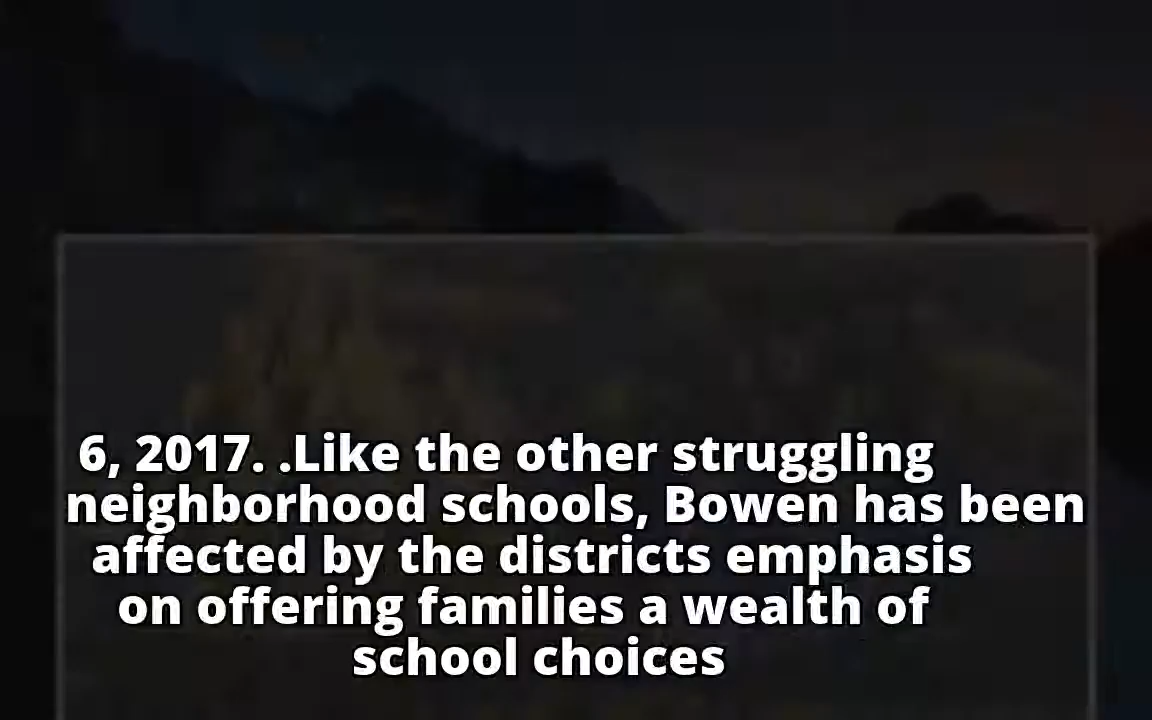 6, 2017. .Like the other struggling
neighborhood schools, Bowen has been
affected by the districts emphasis
on offering families a wealth of
school choices